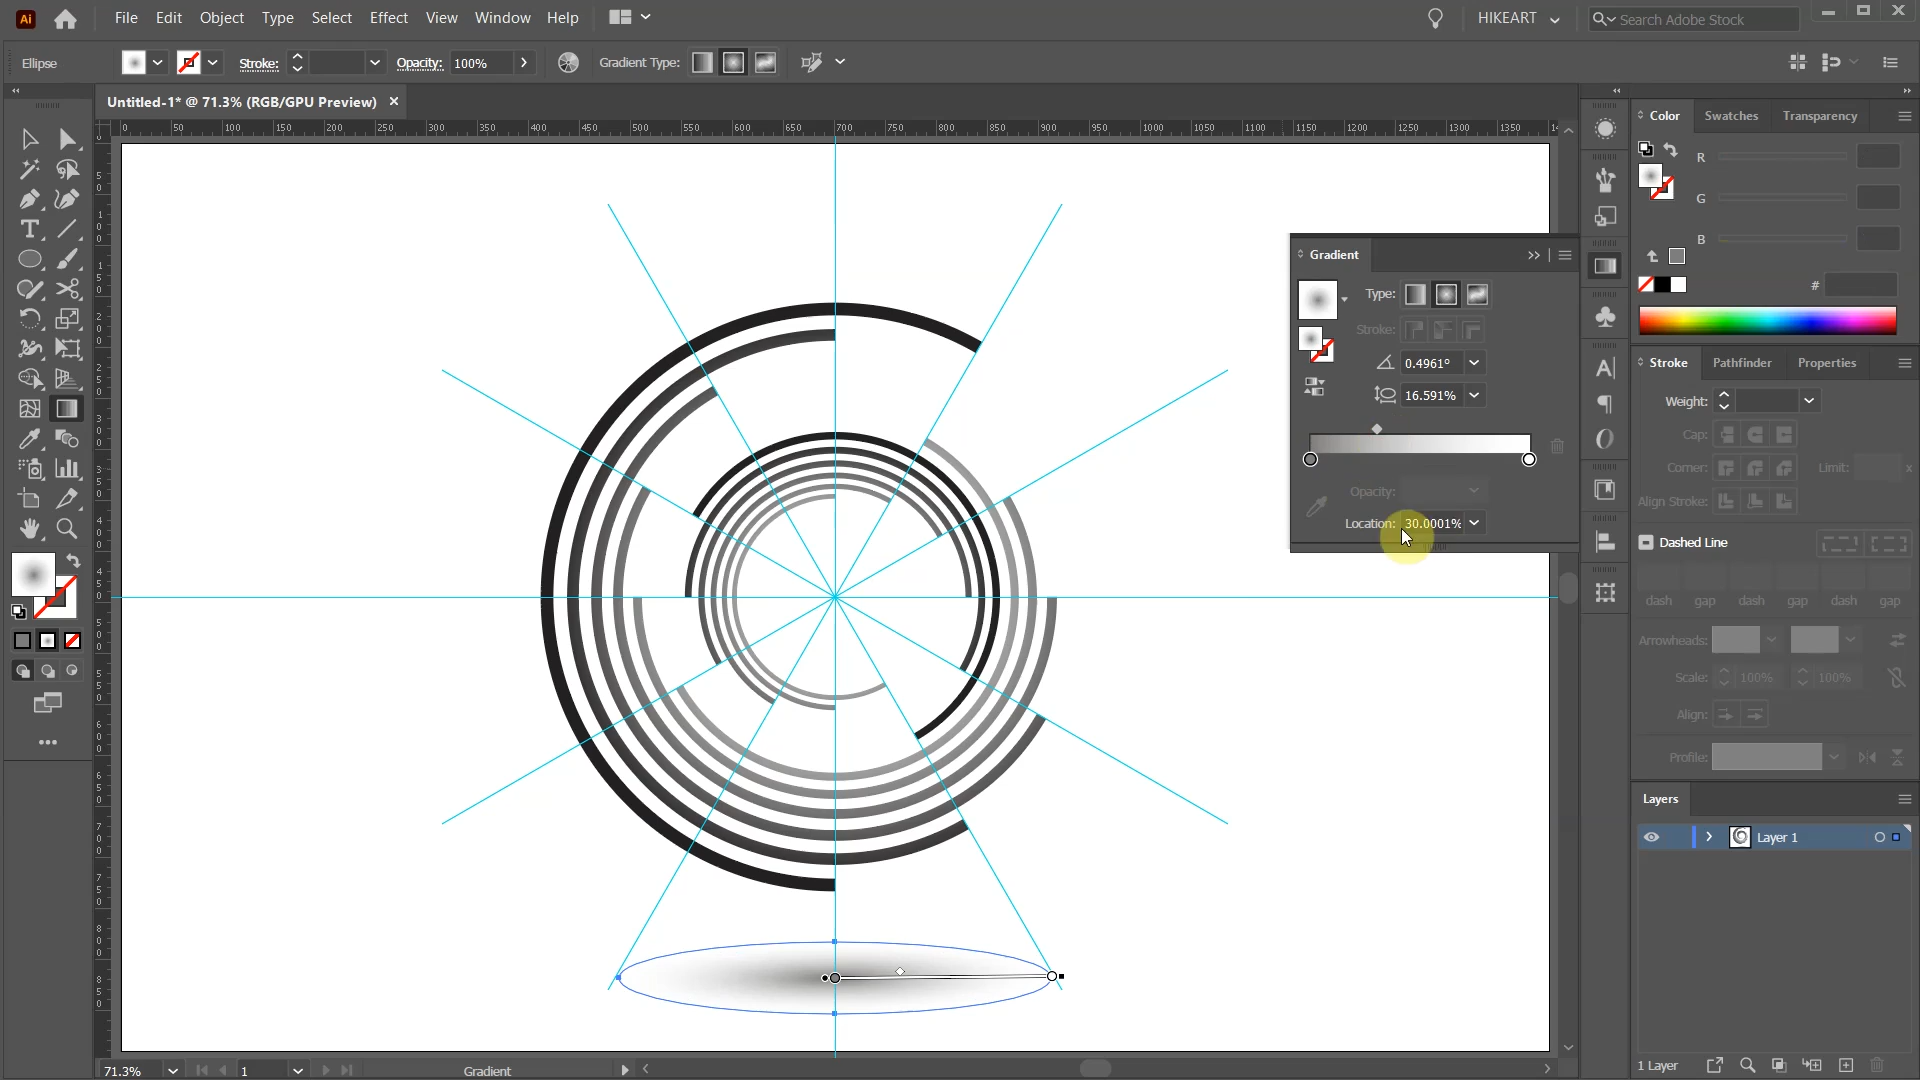 Ai File Edit Object Type Select Effect View Window Help HIKEART Search Adobe Stock
Ellipse Stroke: Opacity: 100% Gradient Type:
Untitled-1* @ 71.3% (RGB/GPU Preview) ×
0 50 100 150 200 250 300 350 400 450 500 550 600 650 700 750 800 850 900 950 1000 1050 1100 1150 1200 1250 1300 1350
Color Swatches Transparency
R
G
B
#
Gradient
Type:
Stroke:
0.4961°
16.591%
Opacity:
Location: 30.0001%
Stroke Pathfinder Properties
Weight:
Cap:
Corner: Limit: x
Align Stroke:
Dashed Line
dash gap dash gap dash gap
Arrowheads:
Scale: 100% 100%
Align:
Profile:
Layers
Layer 1
1 Layer
71.3% 1 Gradient